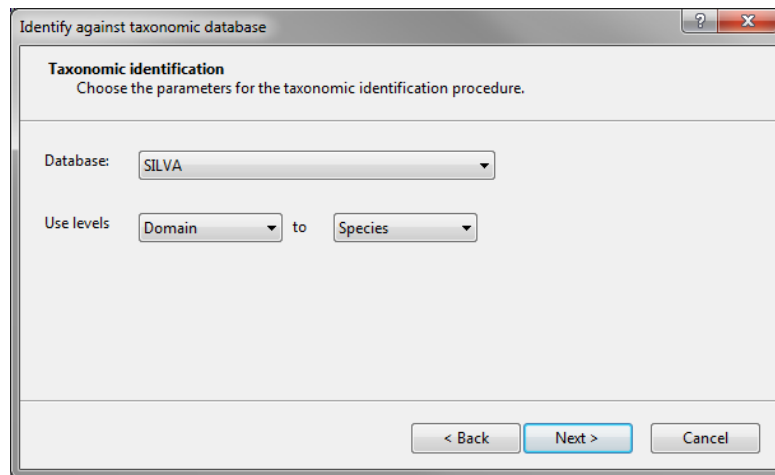 Identify against taxonomic database
? X
Taxonomic identification
Choose the parameters for the taxonomic identification procedure.
Database: SILVA
Use levels Domain to Species
< Back Next > Cancel